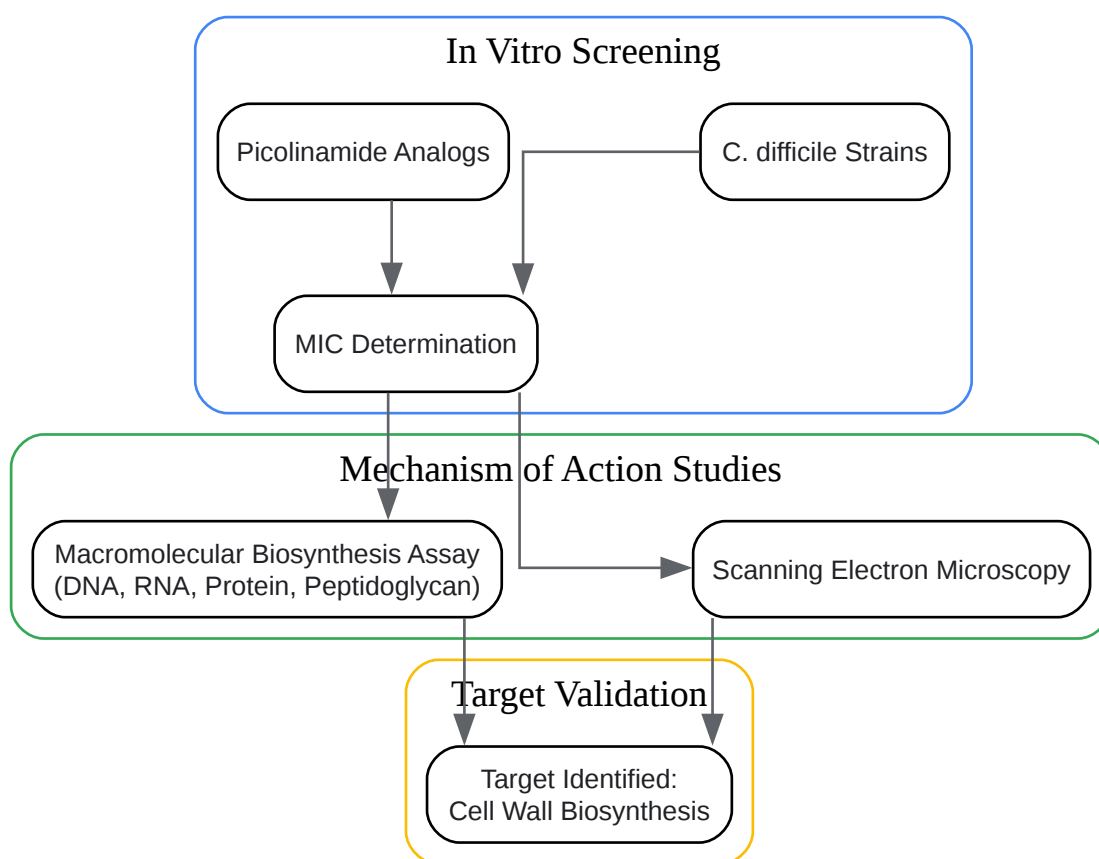 In Vitro Screening
Picolinamide Analogs
C. difficile Strains
MIC Determination
Mechanism of Action Studies
Macromolecular Biosynthesis Assay
(DNA, RNA, Protein, Peptidoglycan)
Scanning Electron Microscopy
Target Validation
Target Identified:
Cell Wall Biosynthesis